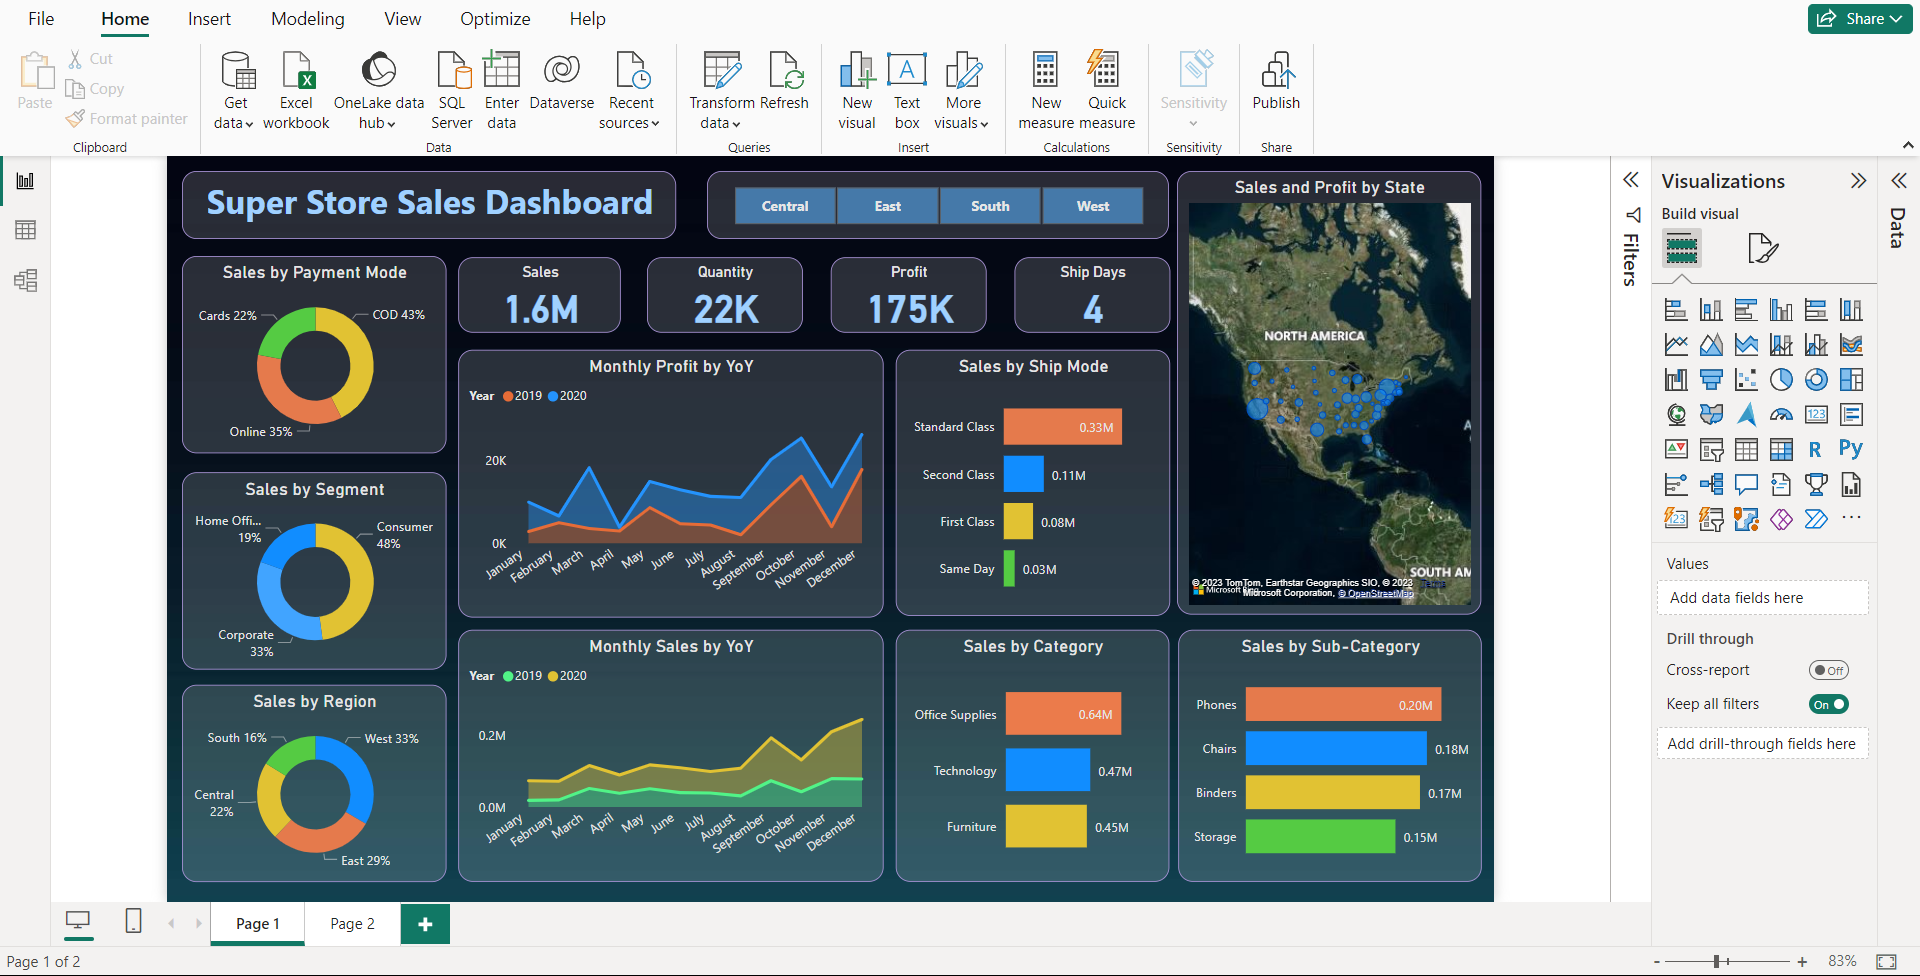 File Home Insert Modeling View Optimize Help
Share
Paste
Cut
Copy
Format painter
Clipboard
Get
data
Excel
workbook
OneLake data
hub
SQL
Server
Enter
data
Dataverse
Recent
sources
Data
Transform
data
Refresh
Queries
New
visual
Text
box
More
visuals
Insert
New
measure
Quick
measure
Calculations
Sensitivity
Sensitivity
Publish
Share
Super Store Sales Dashboard
Central East South West
Sales by Payment Mode
Cards 22%
COD 43%
Online 35%
Sales
1.6M
Quantity
22K
Profit
175K
Ship Days
4
Sales and Profit by State
NORTH AMERICA
SOUTH AM
A
© 2023 TomTom, Earthstar Geographics SIO, © 2023
Microsoft Corporation, © OpenStreetMap
Terms
Microsoft Bing
Sales by Segment
Home Offi...
19%
Consumer
48%
Corporate
33%
Sales by Region
South 16%
West 33%
Central
22%
East 29%
Monthly Profit by YoY
Year 2019 2020
20K
0K
January February March April May June July August September October November December
Sales by Ship Mode
Standard Class 0.33M
Second Class 0.11M
First Class 0.08M
Same Day 0.03M
Monthly Sales by YoY
Year 2019 2020
0.2M
0.0M
January February March April May June July August September October November December
Sales by Category
Office Supplies 0.64M
Technology 0.47M
Furniture 0.45M
Sales by Sub-Category
Phones 0.20M
Chairs 0.18M
Binders 0.17M
Storage 0.15M
Filters
Visualizations
Build visual
123
R
Py
123
Values
Add data fields here
Drill through
Cross-report Off
Keep all filters On
Add drill-through fields here
Data
Page 1 Page 2
Page 1 of 2
83%